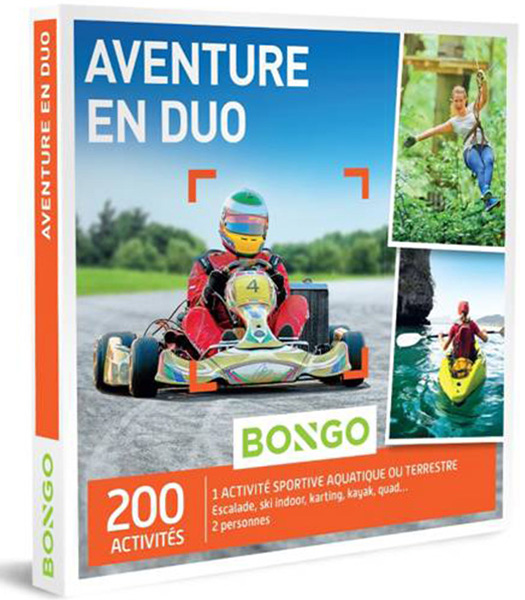 AVENTURE EN DUO
BONGO
AVENTURE
EN DUO
4
BONGO
200
ACTIVITÉS
1 ACTIVITÉ SPORTIVE AQUATIQUE OU TERRESTRE
Escalade, ski indoor, karting, kayak, quad...
2 personnes